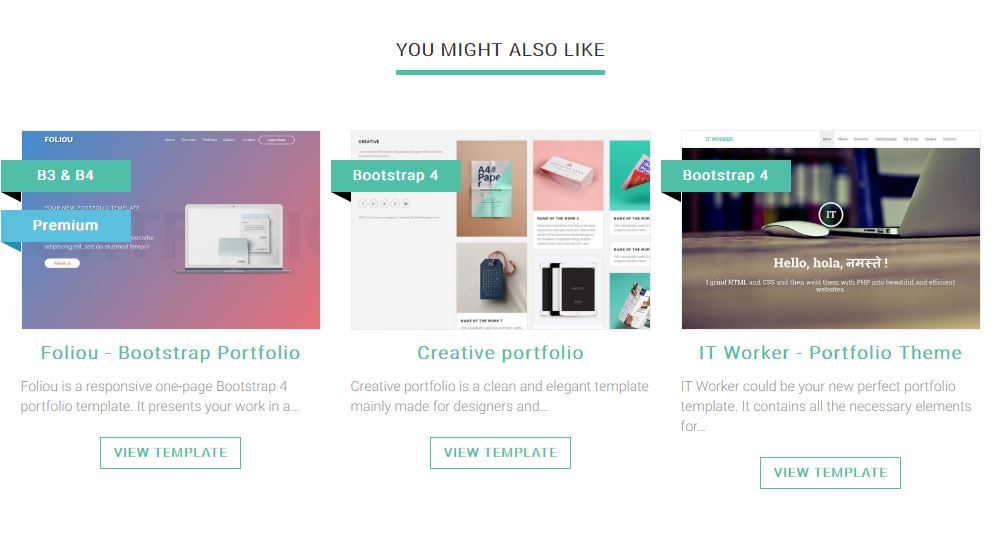 YOU MIGHT ALSO LIKE
FOLIOU
About Services Portfolio Gallery Contact
B3 & B4
YOUR NEW PORTFOLIO TEMPLATE
Premium
adipiscing elit, sed do eiusmod tempor
CREATIVE
Bootstrap 4
A4#
Pape
r
NAME OF THE WORK 2
NAME OF THE WORK
NAME OF THE WORK 7
IT WORKER
Intro About Services Testimonials My work Clients Contact
Bootstrap 4
IT
Hello, hola, नमस्ते !
I grind HTML and CSS and then weld them with PHP into beautiful and efficient
websites.
Foliou - Bootstrap Portfolio
Foliou is a responsive one-page Bootstrap 4
portfolio template. It presents your work in a...
VIEW TEMPLATE
Creative portfolio
Creative portfolio is a clean and elegant template
mainly made for designers and...
VIEW TEMPLATE
IT Worker - Portfolio Theme
IT Worker could be your new perfect portfolio
template. It contains all the necessary elements
for...
VIEW TEMPLATE